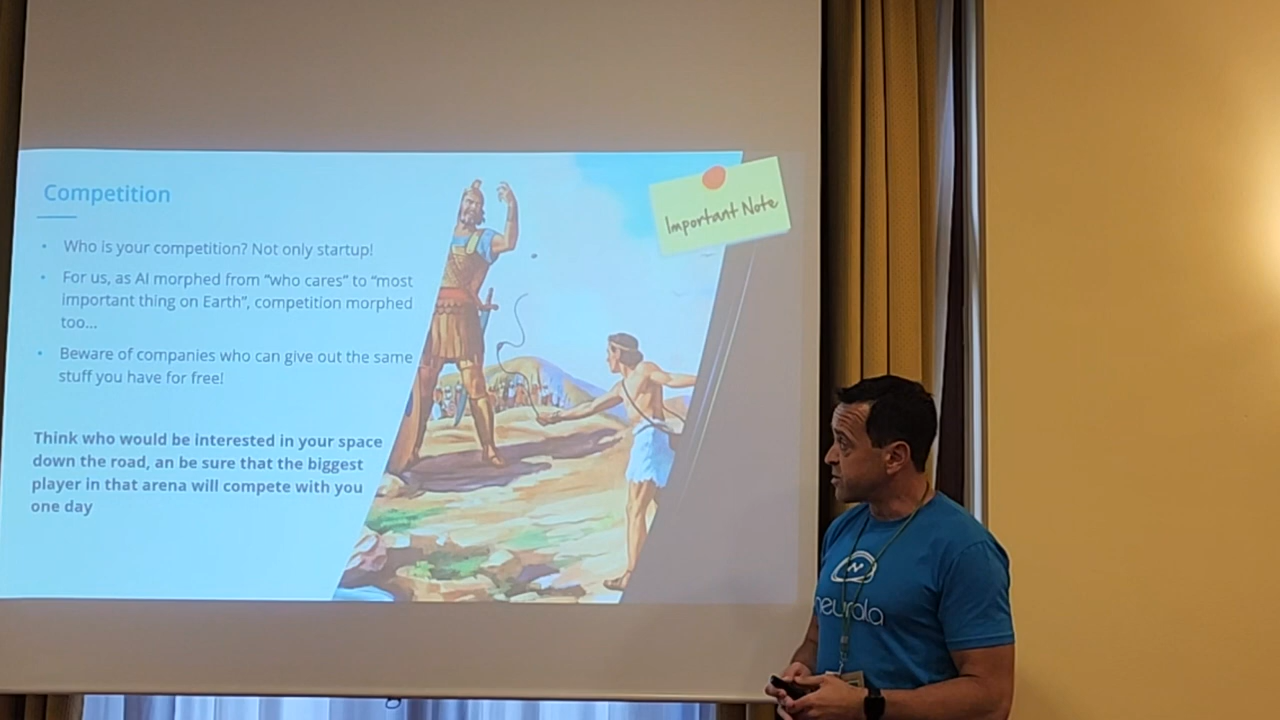 Competition
Important Note
• Who is your competition? Not only startup!
• For us, as AI morphed from “who cares” to “most
important thing on Earth”, competition morphed
too...
• Beware of companies who can give out the same
stuff you have for free!
Think who would be interested in your space
down the road, an be sure that the biggest
player in that arena will compete with you
one day
N
neurala